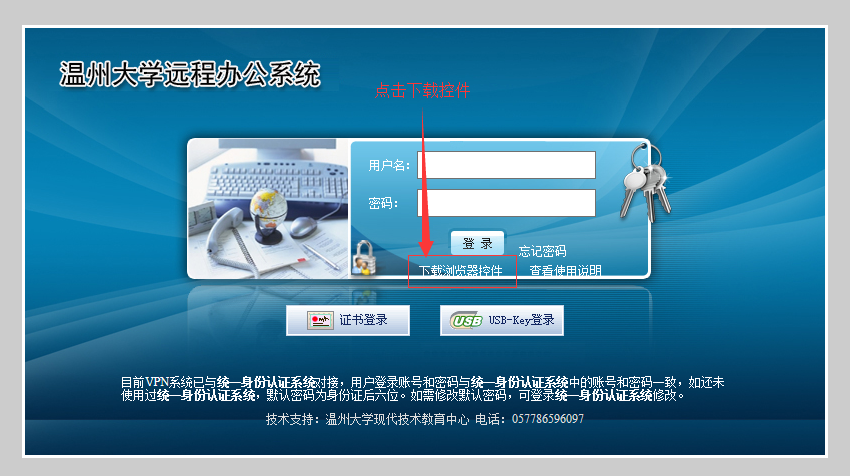 温州大学远程办公系统
点击下载控件
用户名：
密码：
登 录
忘记密码
下载浏览器控件
查看使用说明
证书登录
USB
USB-Key登录
目前VPN系统已与统一身份认证系统对接，用户登录账号和密码与统一身份认证系统中的账号和密码一致，如还未
使用过统一身份认证系统，默认密码为身份证后六位。如需修改默认密码，可登录统一身份认证系统修改。
技术支持：温州大学现代技术教育中心 电话：057786596097